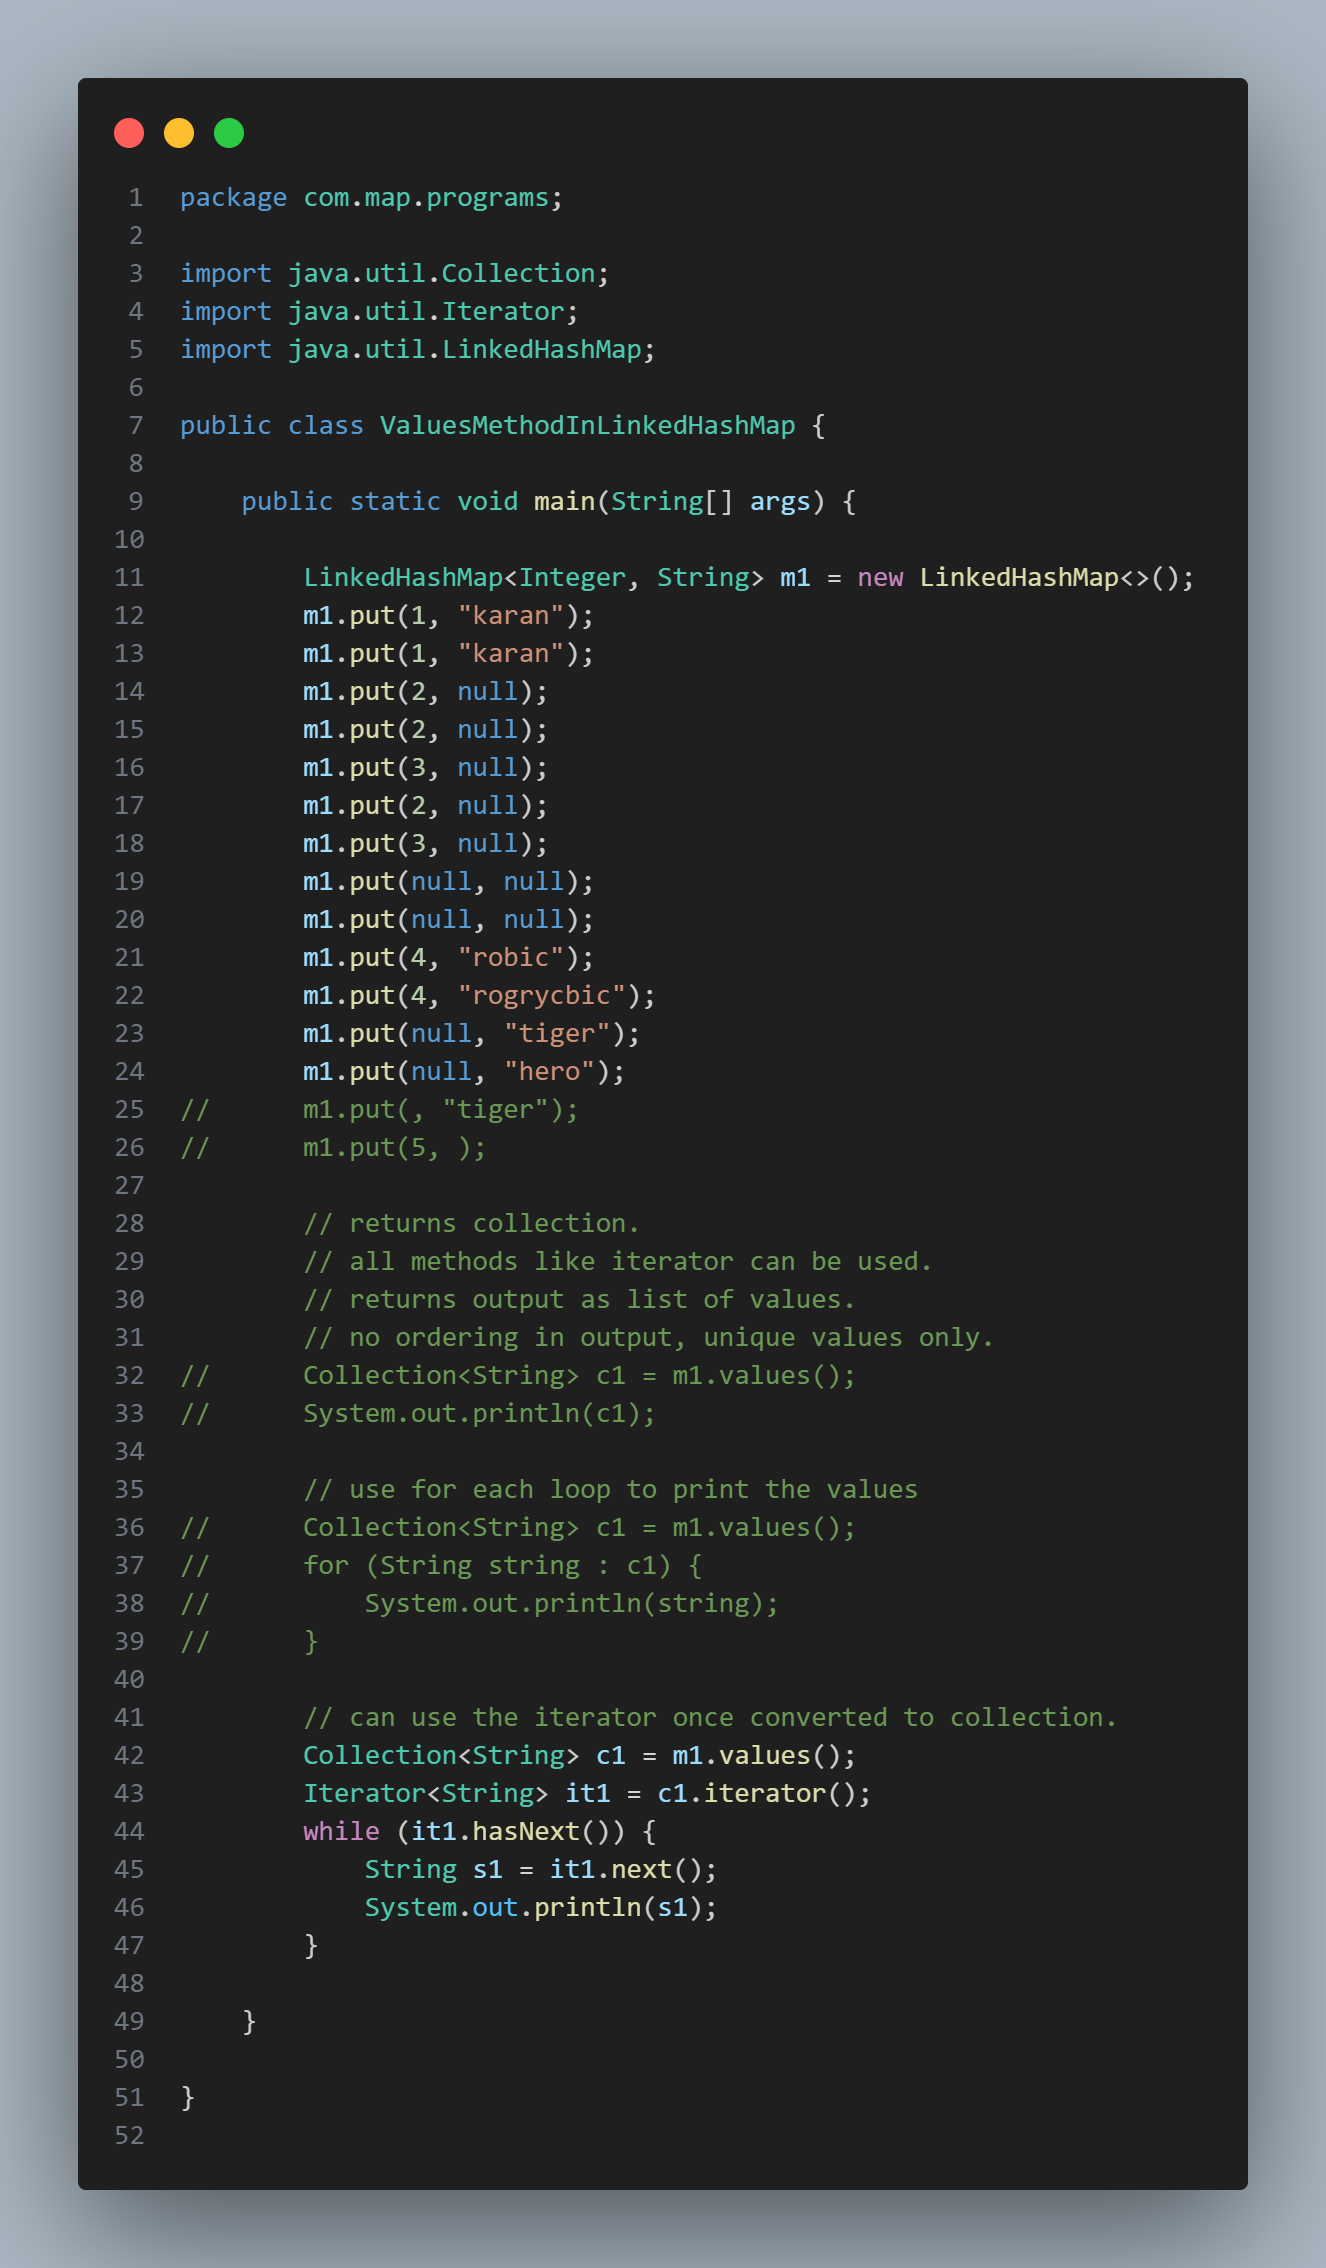 1 package com.map.programs;
2
3 import java.util.Collection;
4 import java.util.Iterator;
5 import java.util.LinkedHashMap;
6
7 public class ValuesMethodInLinkedHashMap {
8
9     public static void main(String[] args) {
10
11         LinkedHashMap<Integer, String> m1 = new LinkedHashMap<>();
12         m1.put(1, "karan");
13         m1.put(1, "karan");
14         m1.put(2, null);
15         m1.put(2, null);
16         m1.put(3, null);
17         m1.put(2, null);
18         m1.put(3, null);
19         m1.put(null, null);
20         m1.put(null, null);
21         m1.put(4, "robic");
22         m1.put(4, "rogrycbic");
23         m1.put(null, "tiger");
24         m1.put(null, "hero");
25 //      m1.put(, "tiger");
26 //      m1.put(5, );
27
28         // returns collection.
29         // all methods like iterator can be used.
30         // returns output as list of values.
31         // no ordering in output, unique values only.
32 //      Collection<String> c1 = m1.values();
33 //      System.out.println(c1);
34
35         // use for each loop to print the values
36 //      Collection<String> c1 = m1.values();
37 //      for (String string : c1) {
38 //          System.out.println(string);
39 //      }
40
41         // can use the iterator once converted to collection.
42         Collection<String> c1 = m1.values();
43         Iterator<String> it1 = c1.iterator();
44         while (it1.hasNext()) {
45             String s1 = it1.next();
46             System.out.println(s1);
47         }
48
49     }
50
51 }
52